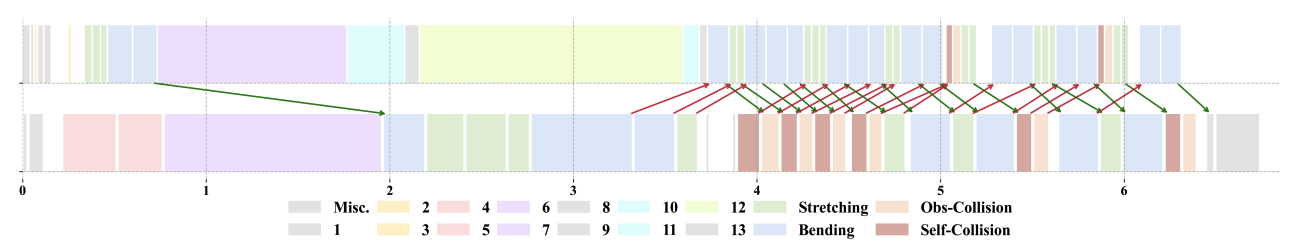 0 1 2 3 4 5 6
Misc. 2 4 6 8 10 12 Stretching Obs-Collision
1 3 5 7 9 11 13 Bending Self-Collision